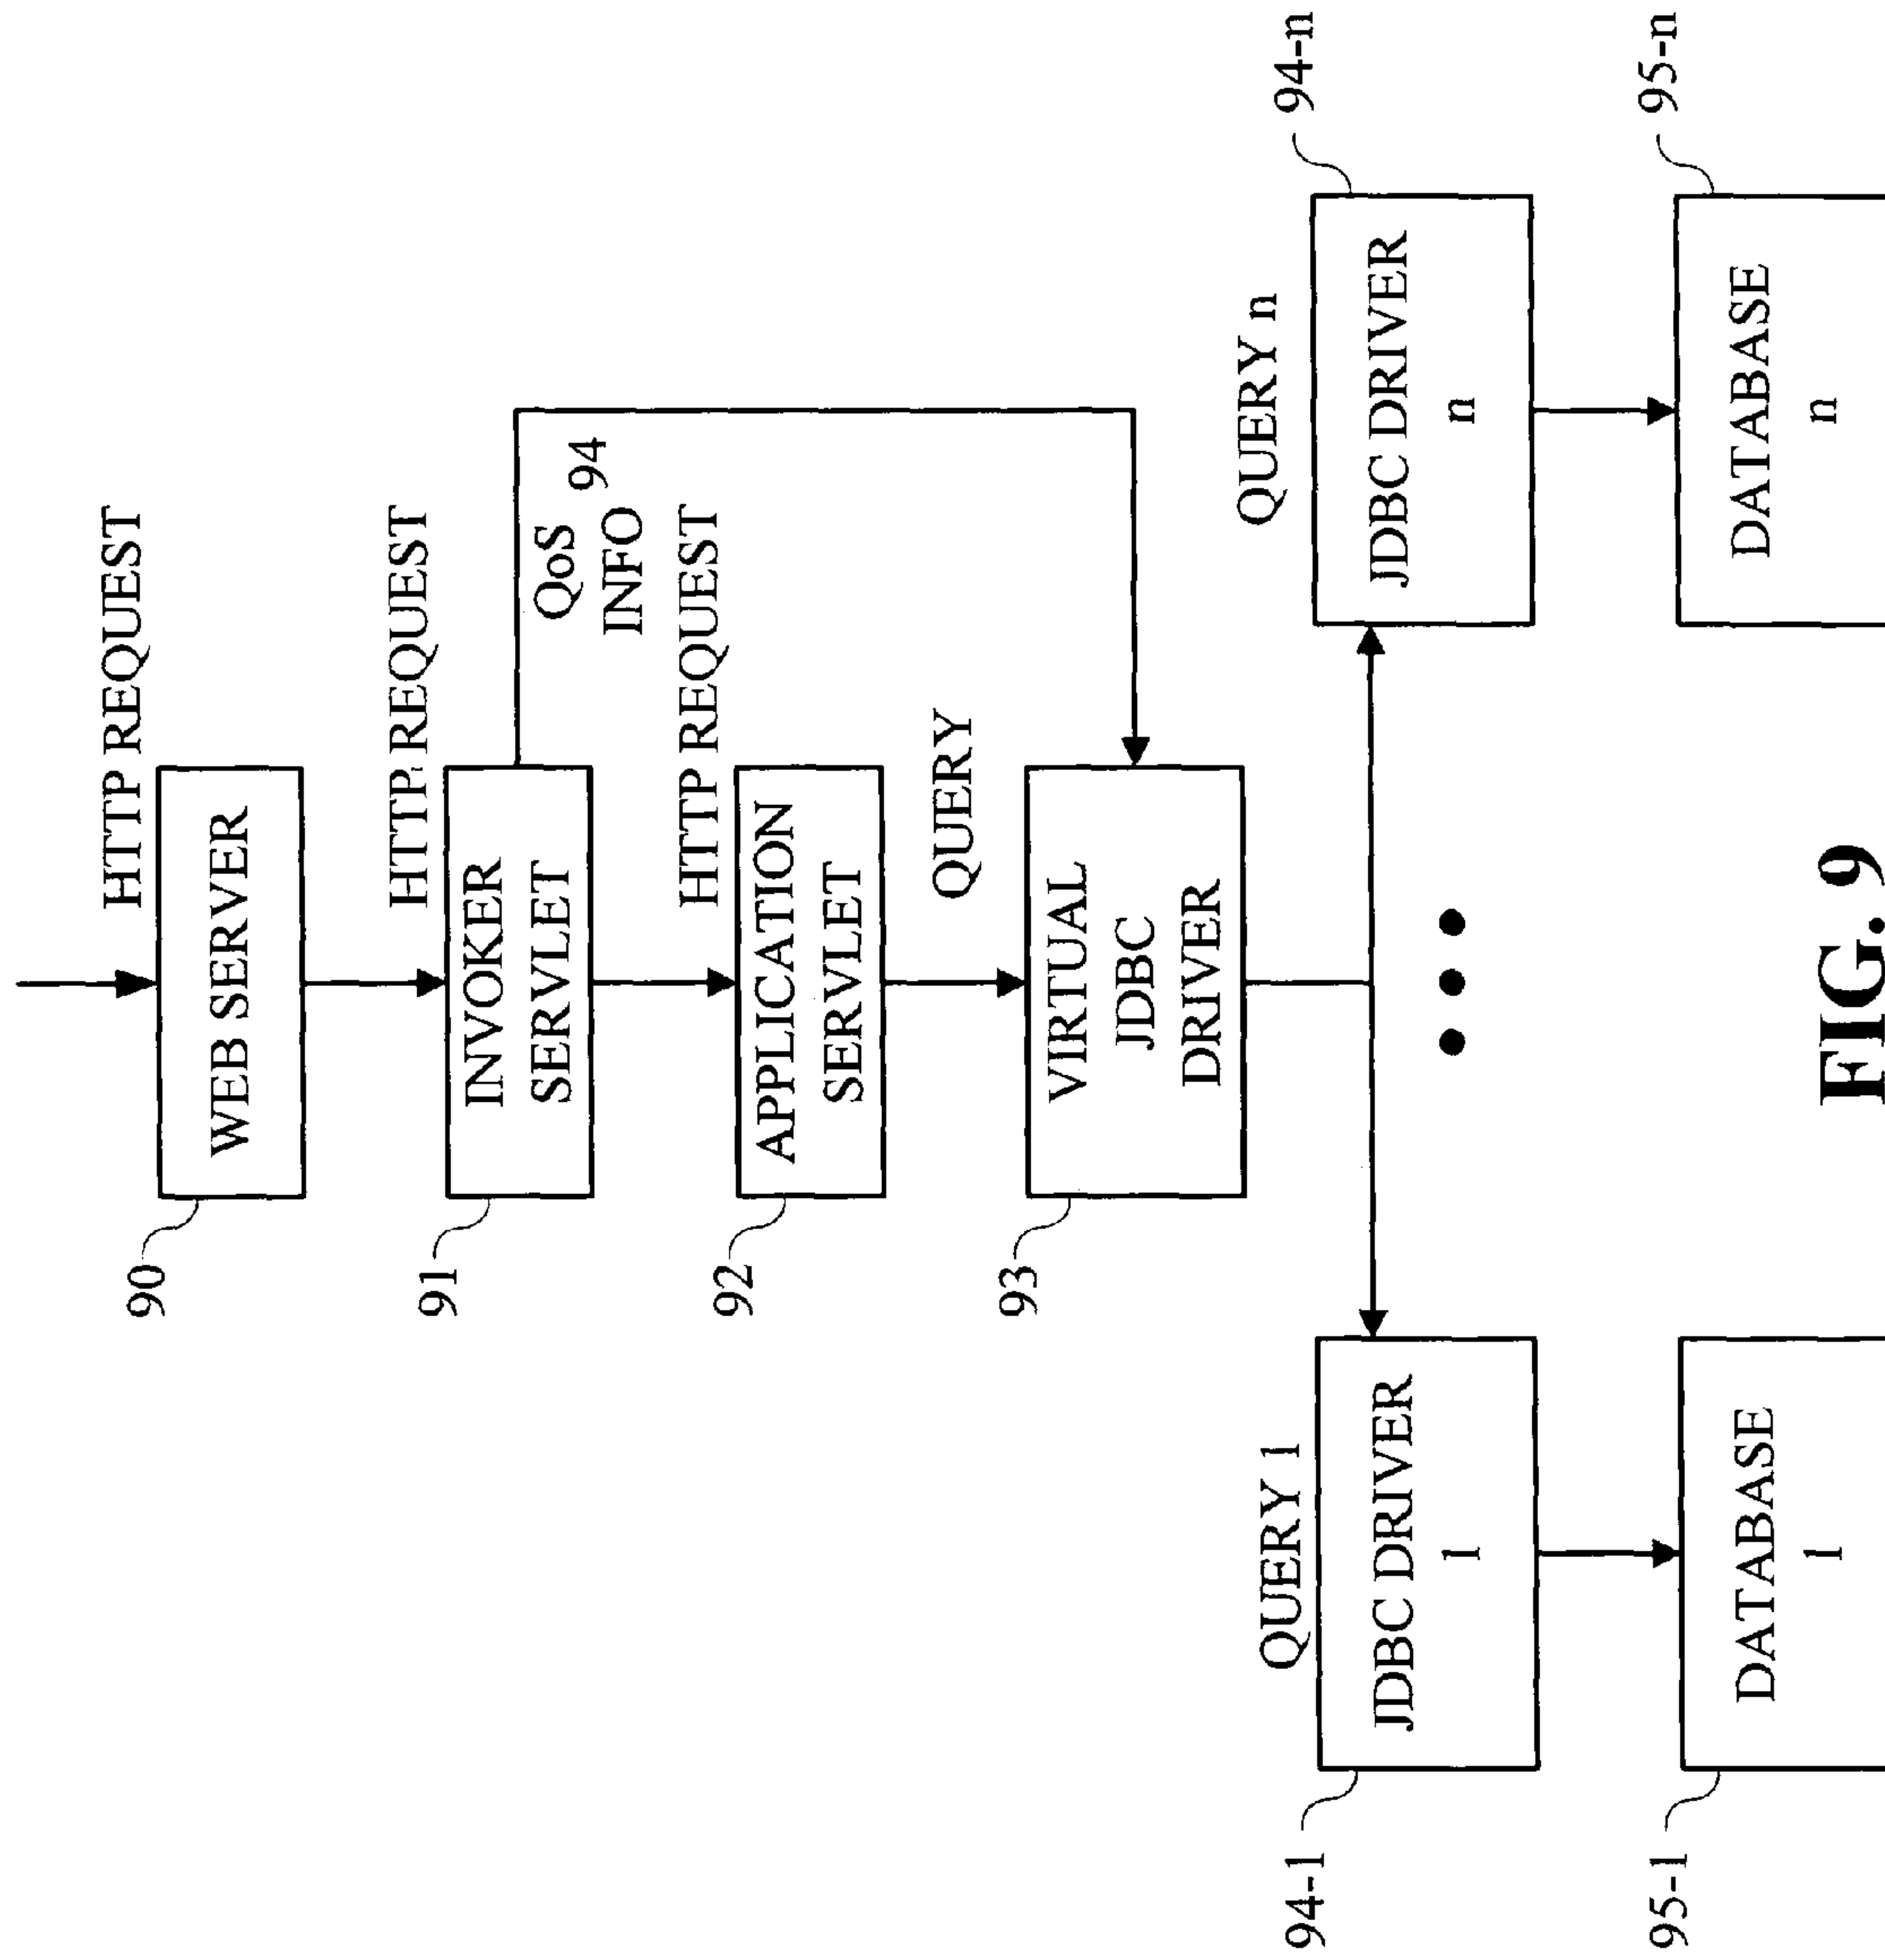 HTTP REQUEST
WEB SERVER
90
HTTP REQUEST
INVOKER
SERVLET
91
QoS 94
INFO
HTTP REQUEST
APPLICATION
SERVLET
92
QUERY
VIRTUAL
JDBC
DRIVER
93
QUERY 1
JDBC DRIVER
1
94-1
QUERY n
JDBC DRIVER
n
94-n
DATABASE
1
95-1
DATABASE
n
95-n
FIG. 9